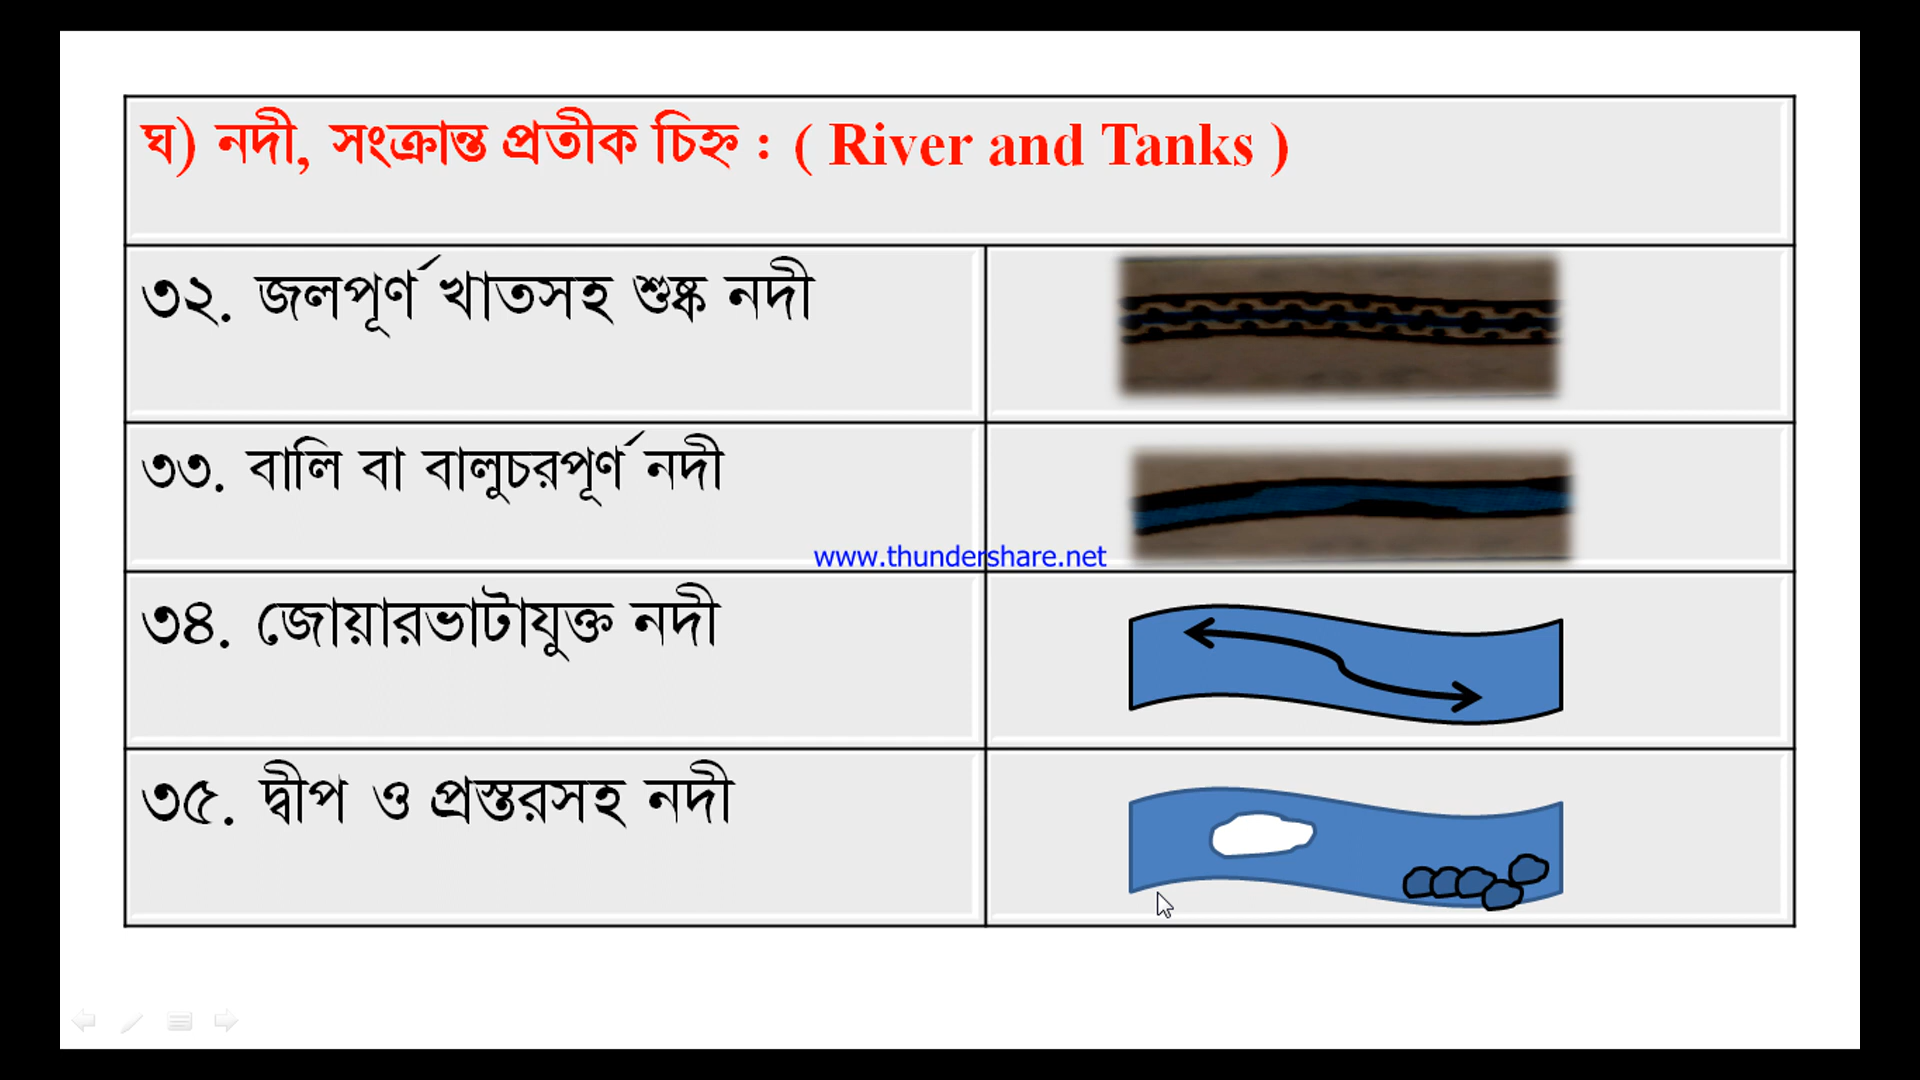 ঘ) নদী, সংক্রান্ত প্রতীক চিহ্ন : ( River and Tanks )
৩২. জলপূর্ণ খাতসহ শুষ্ক নদী
৩৩. বালি বা বালুচরপূর্ণ নদী
www.thundershare.net
৩৪. জোয়ারভাটাযুক্ত নদী
৩৫. দ্বীপ ও প্রস্তরসহ নদী